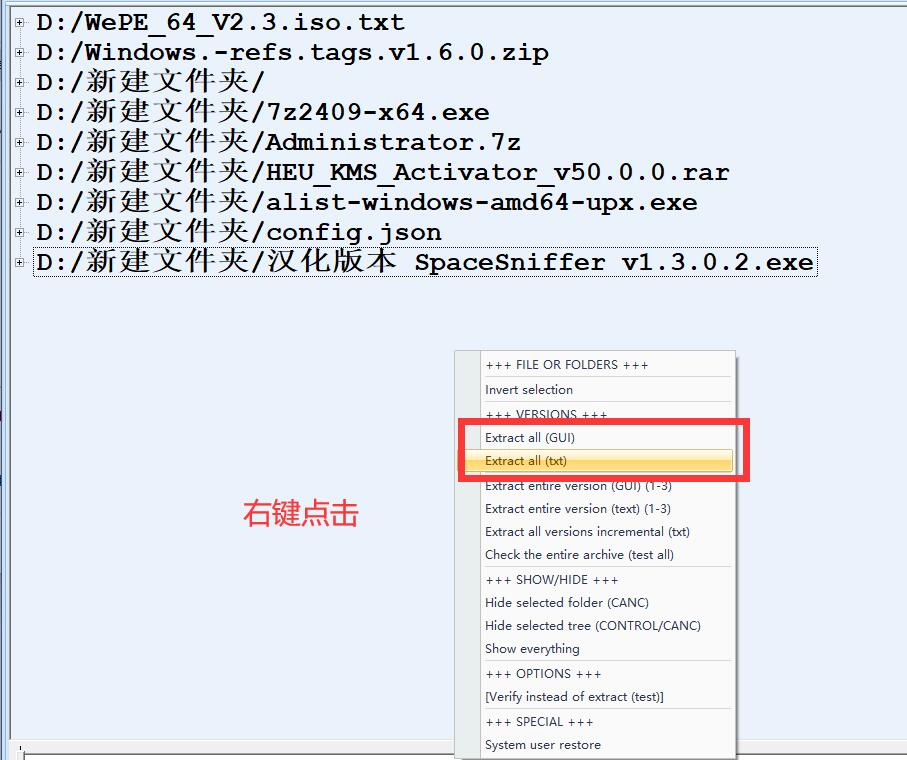 D:/WePE_64_V2.3.iso.txt
D:/Windows.-refs.tags.v1.6.0.zip
D:/新建文件夹/
D:/新建文件夹/7z2409-x64.exe
D:/新建文件夹/Administrator.7z
D:/新建文件夹/HEU_KMS_Activator_v50.0.0.rar
D:/新建文件夹/alist-windows-amd64-upx.exe
D:/新建文件夹/config.json
D:/新建文件夹/汉化版本 SpaceSniffer v1.3.0.2.exe
+++ FILE OR FOLDERS +++
Invert selection
+++ VERSIONS +++
Extract all (GUI)
Extract all (txt)
Extract entire version (GUI) (1-3)
Extract entire version (text) (1-3)
Extract all versions incremental (txt)
Check the entire archive (test all)
+++ SHOW/HIDE +++
Hide selected folder (CANC)
Hide selected tree (CONTROL/CANC)
Show everything
+++ OPTIONS +++
[Verify instead of extract (test)]
+++ SPECIAL +++
System user restore
右键点击